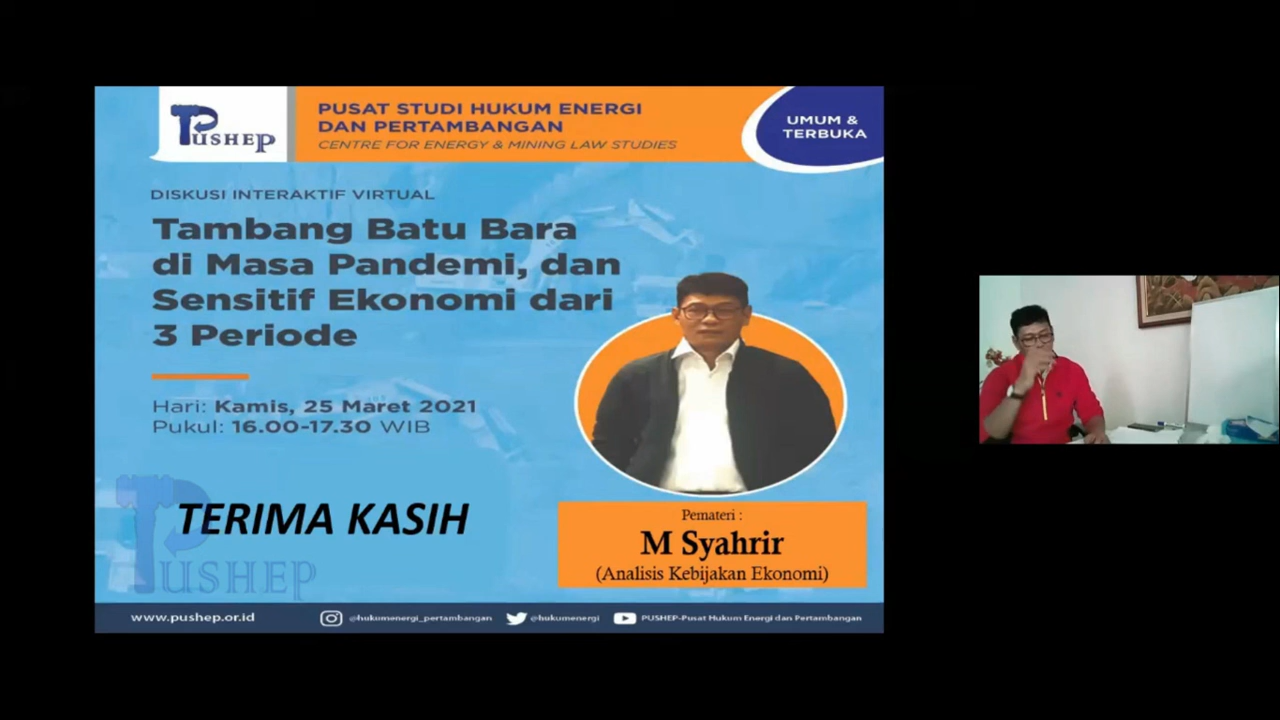 PUSHEP
PUSAT STUDI HUKUM ENERGI
DAN PERTAMBANGAN
CENTRE FOR ENERGY & MINING LAW STUDIES
UMUM &
TERBUKA
DISKUSI INTERAKTIF VIRTUAL
Tambang Batu Bara
di Masa Pandemi, dan
Sensitif Ekonomi dari
3 Periode
Hari: Kamis, 25 Maret 2021
Pukul: 16.00-17.30 WIB
TERIMA KASIH
PUSHEP
Pemateri :
M Syahrir
(Analisis Kebijakan Ekonomi)
www.pushep.or.id
@hukumenergi_pertambangan
@hukumenergi
PUSHEP-Pusat Hukum Energi dan Pertambangan